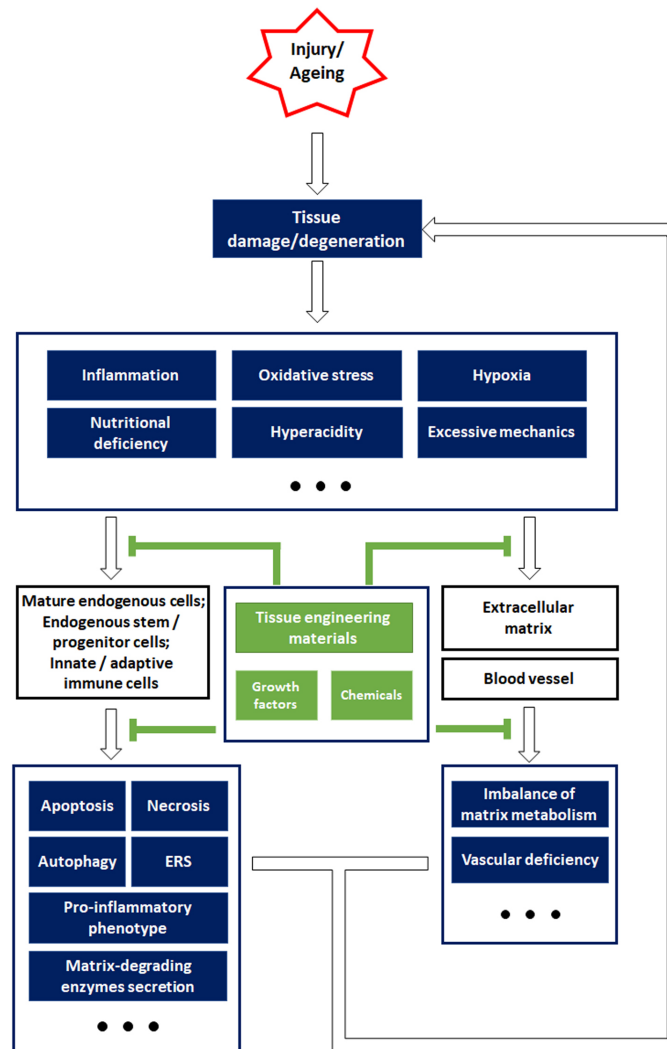 Injury/
Ageing
Tissue
damage/degeneration
Inflammation
Oxidative stress
Hypoxia
Nutritional
deficiency
Hyperacidity
Excessive mechanics
Mature endogenous cells;
Endogenous stem /
progenitor cells;
Innate / adaptive
immune cells
Tissue engineering
materials
Growth
factors
Chemicals
Extracellular
matrix
Blood vessel
Apoptosis
Necrosis
Autophagy
ERS
Pro-inflammatory
phenotype
Matrix-degrading
enzymes secretion
Imbalance of
matrix metabolism
Vascular deficiency